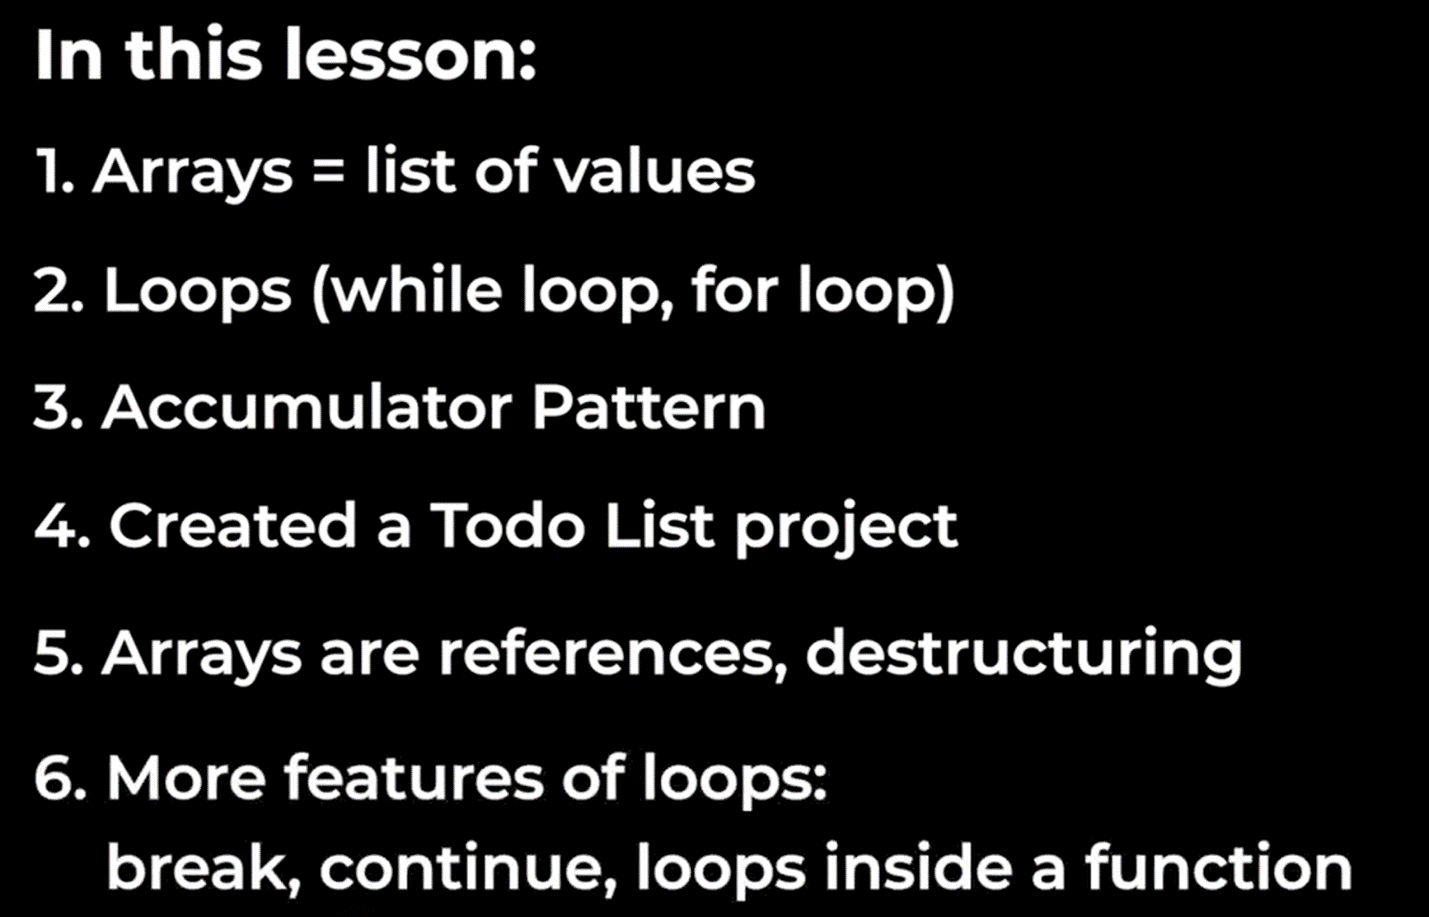 In this lesson:
1. Arrays = list of values
2. Loops (while loop, for loop)
3. Accumulator Pattern
4. Created a Todo List project
5. Arrays are references, destructuring
6. More features of loops:
break, continue, loops inside a function